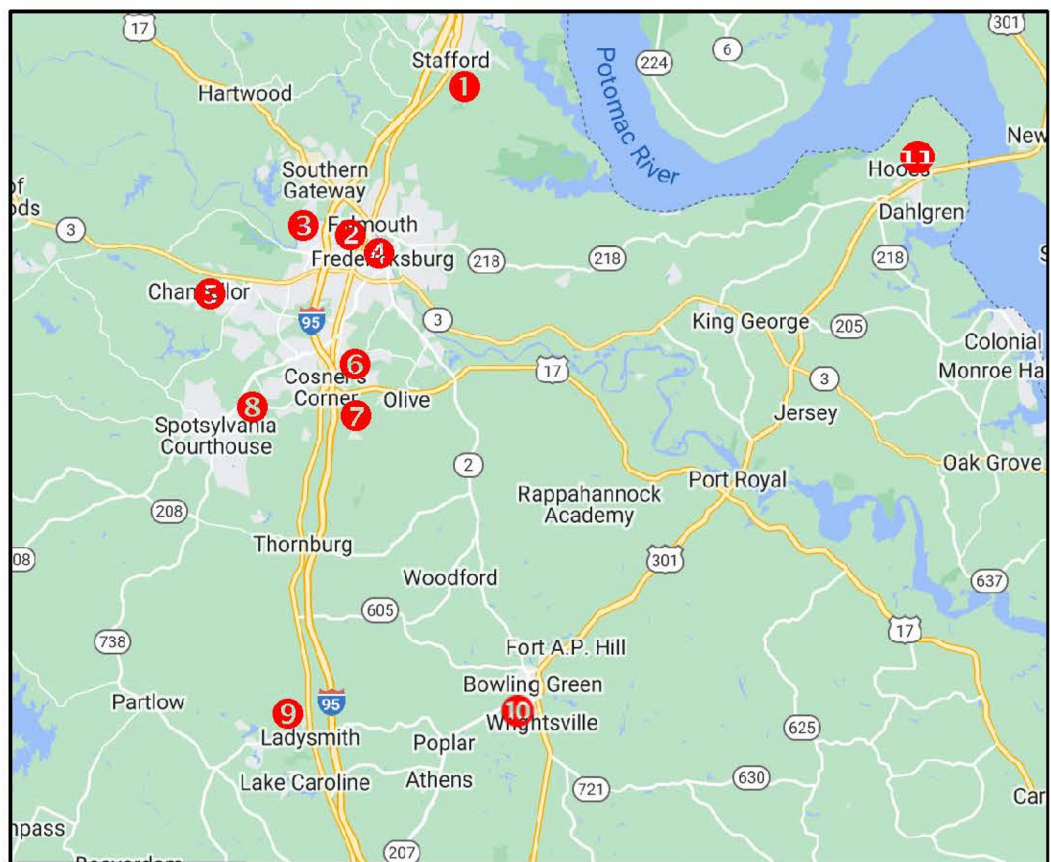 17
301
Stafford
1
Potomac River
224
6
Hartwood
New
11
Southern
Gateway
Dahlgren
of
ods
3
3
2
Falmouth
4
Fredericksburg
218
218
218
5
Chancellor
95
3
King George
205
Colonial
Monroe Ha
6
17
Cosner's
Corner
Olive
3
8
7
Jersey
Spotsylvania
Courthouse
2
Oak Grove
Port Royal
Rappahannock
Academy
208
Thornburg
08
301
637
Woodford
605
17
738
Fort A.P. Hill
Bowling Green
Partlow
9
95
10
Wrightsville
625
Ladysmith
Poplar
Lake Caroline
Athens
630
721
Car
npass
207
Beaverdam